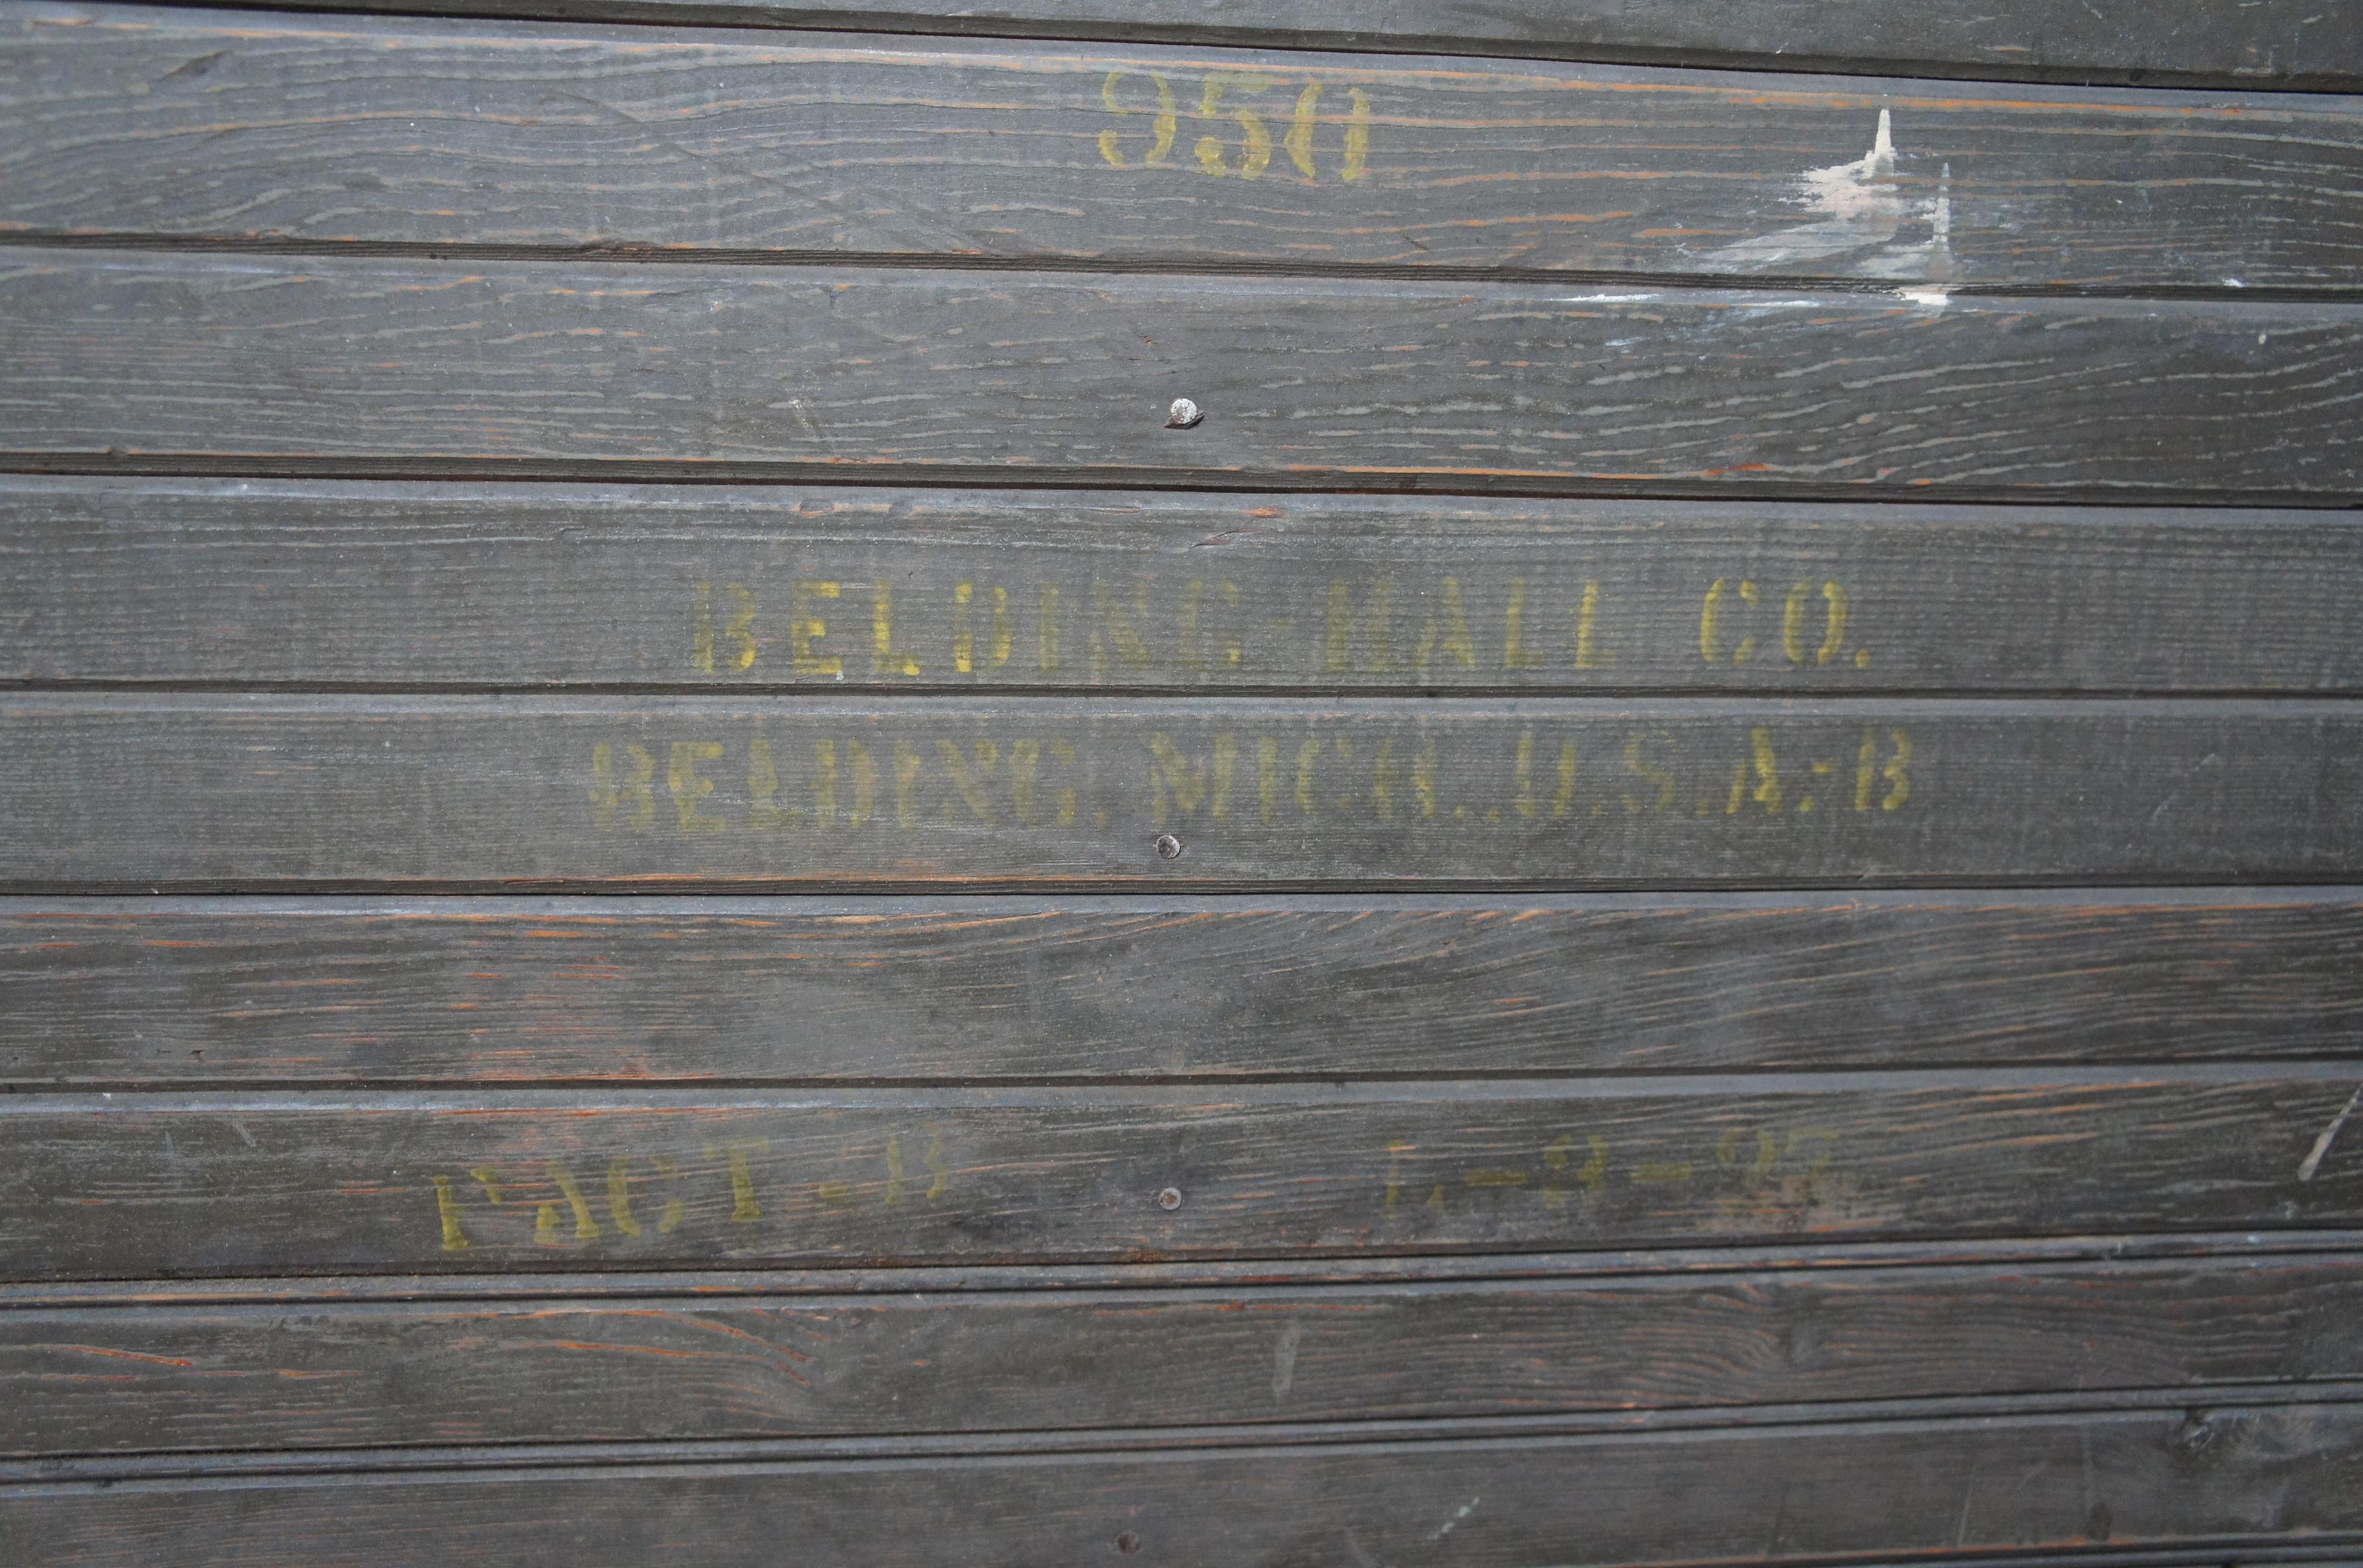 950
BELDING-HALL CO.
BELDING, MICH., U.S.A.-B
FACT-B